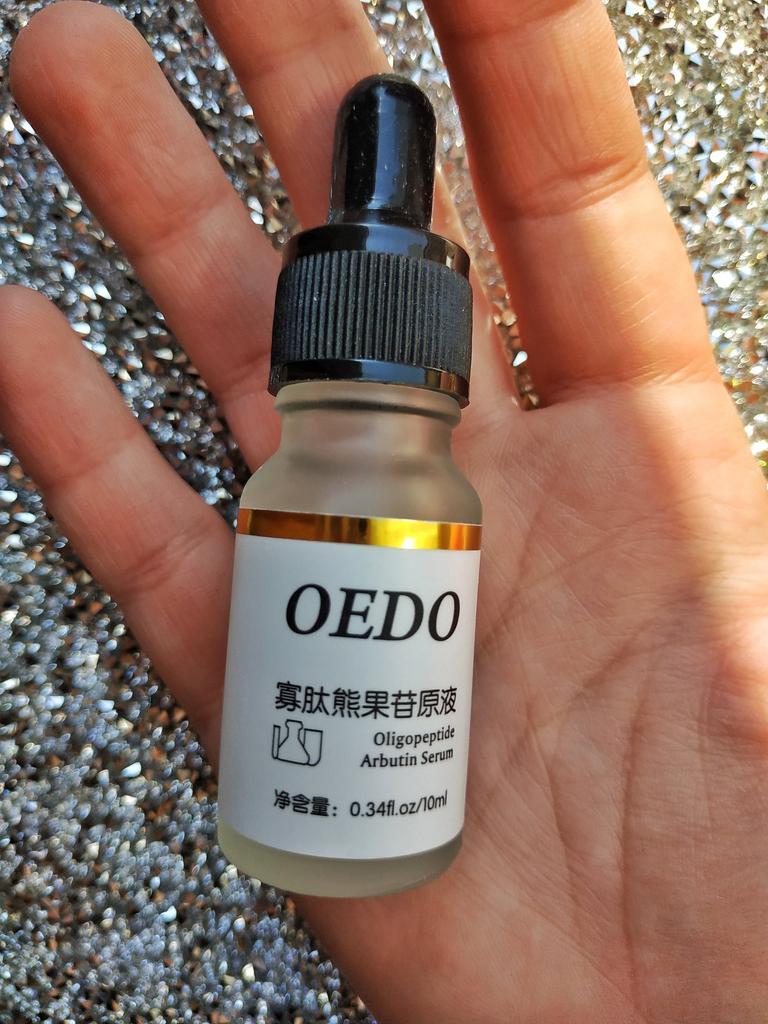 OEDO
寡肽熊果苷原液
Oligopeptide
Arbutin Serum
净含量：0.34fl.oz/10ml